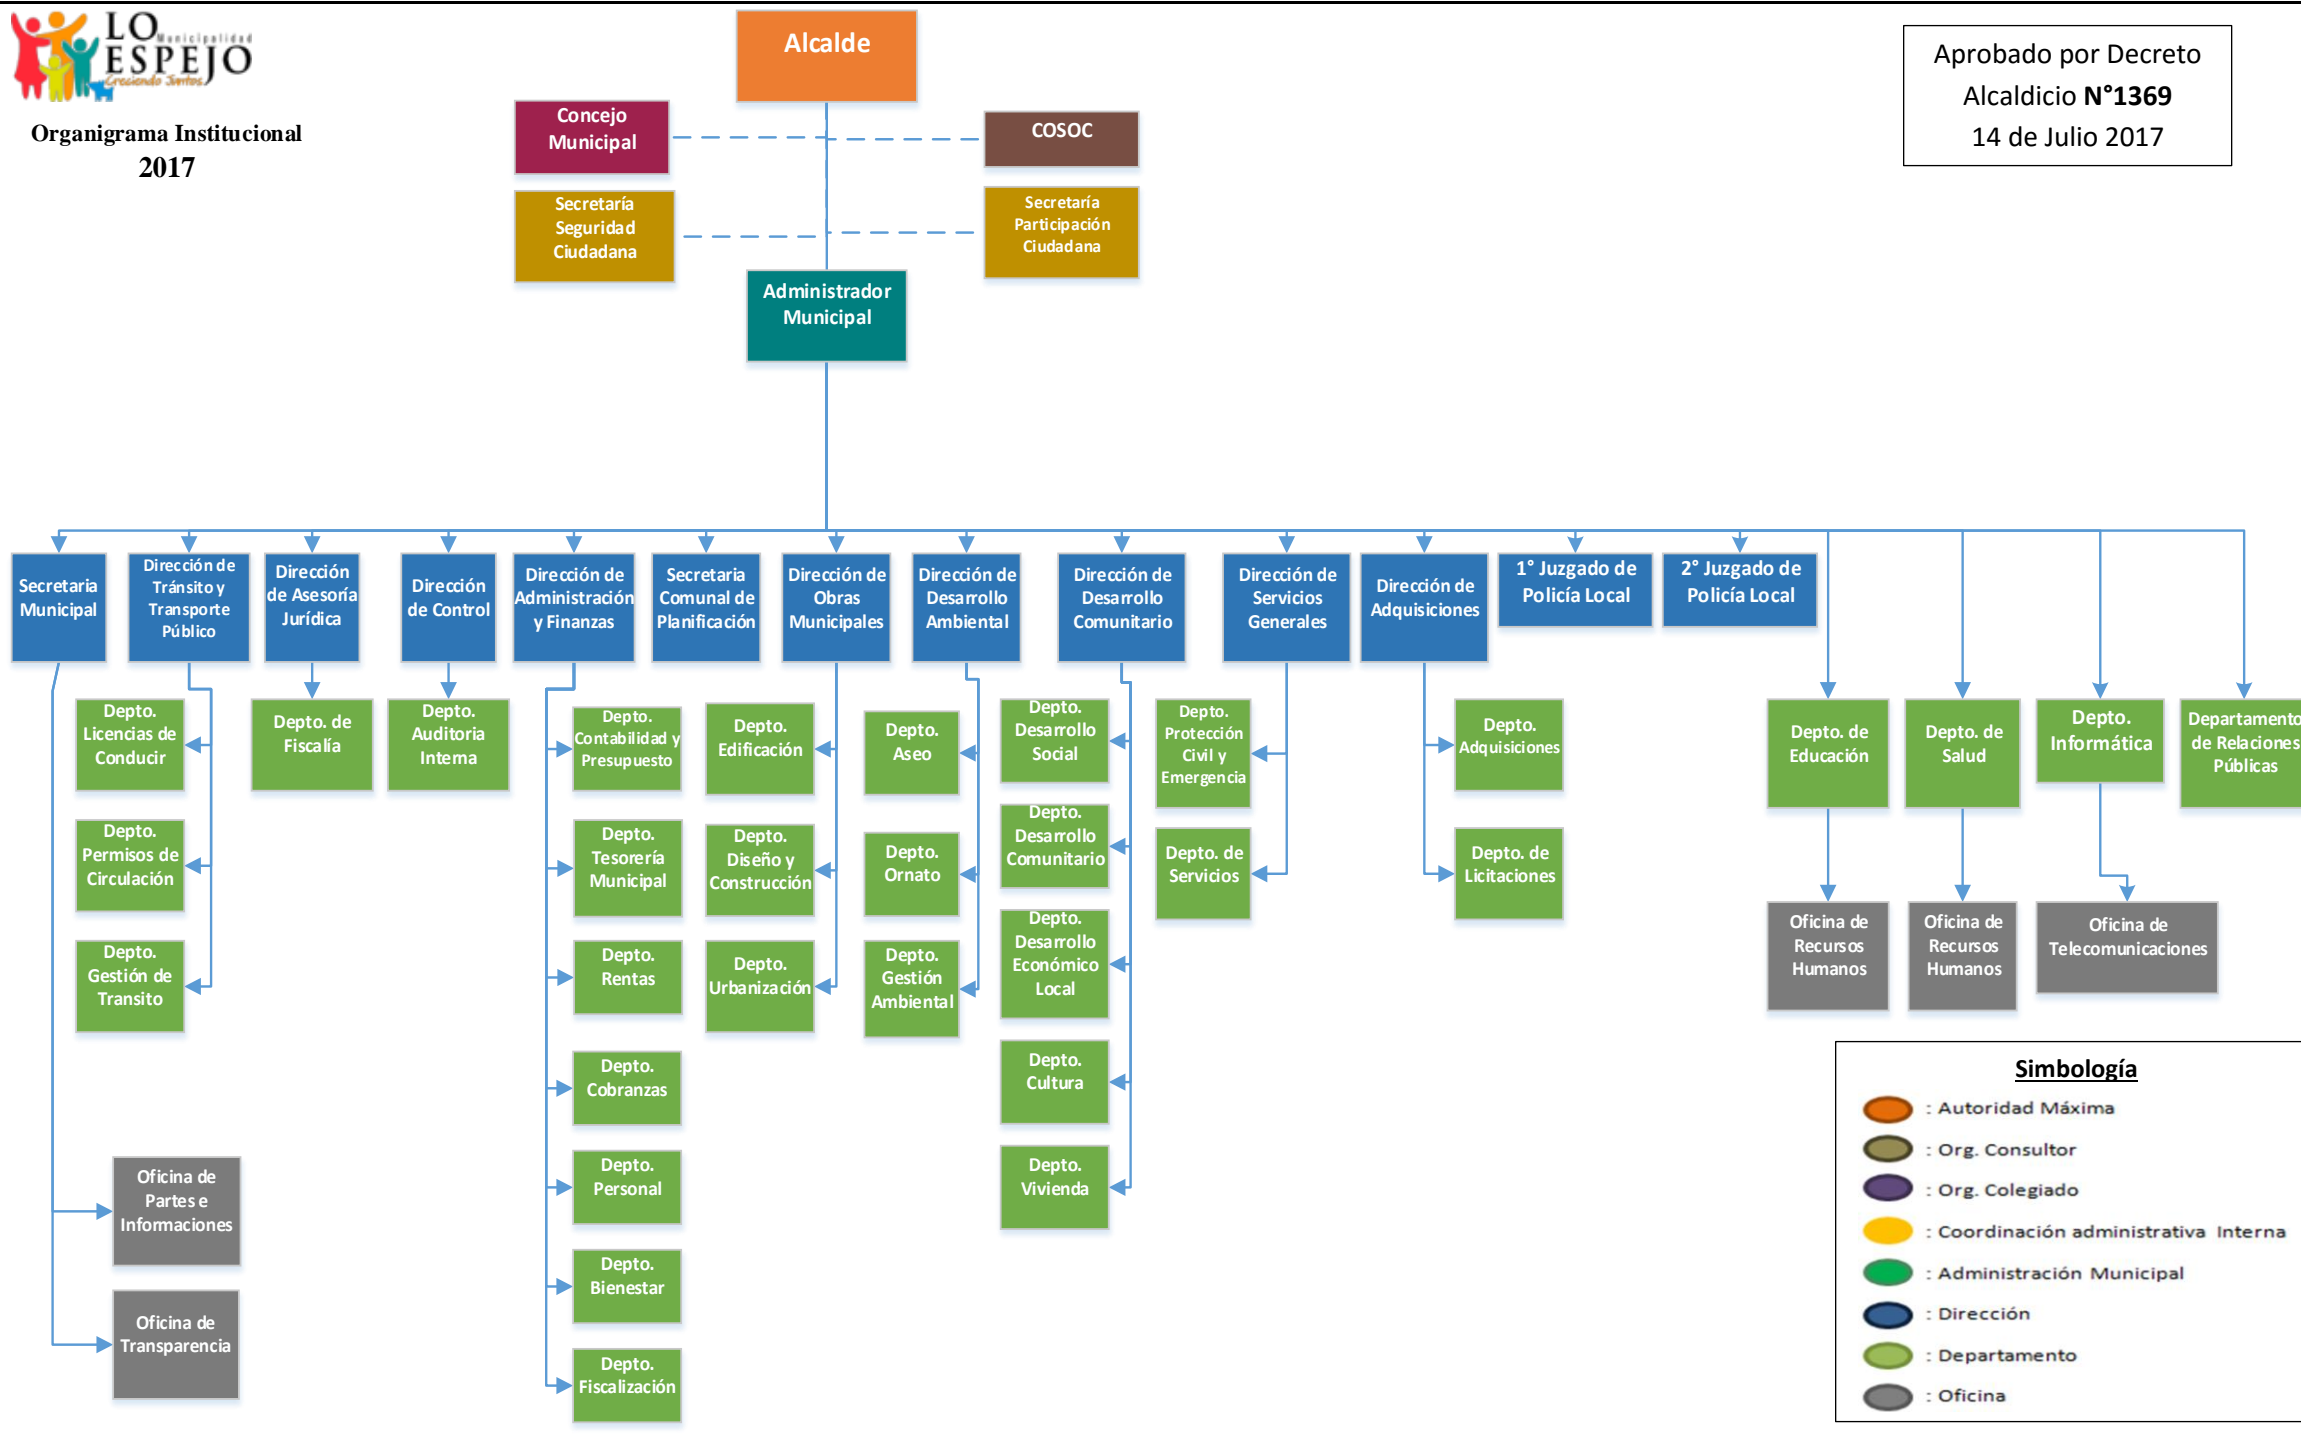 LO
Municipalidad
ESPEJO
Creciendo Juntos
Organigrama Institucional
2017
Alcalde
Aprobado por Decreto
Alcaldicio N°1369
14 de Julio 2017
Concejo
Municipal
COSOC
Secretaría
Seguridad
Ciudadana
Secretaría
Participación
Ciudadana
Administrador
Municipal
Secretaria
Municipal
Dirección de
Tránsito y
Transporte
Público
Dirección
de Asesoría
Jurídica
Dirección
de Control
Dirección de
Administración
y Finanzas
Secretaria
Comunal de
Planificación
Dirección de
Obras
Municipales
Dirección de
Desarrollo
Ambiental
Dirección de
Desarrollo
Comunitario
Dirección de
Servicios
Generales
Dirección de
Adquisiciones
1° Juzgado de
Policía Local
2° Juzgado de
Policía Local
Depto.
Licencias de
Conducir
Depto. de
Fiscalía
Depto.
Auditoria
Interna
Depto.
Contabilidad y
Presupuesto
Depto.
Edificación
Depto.
Aseo
Depto.
Desarrollo
Social
Depto.
Protección
Civil y
Emergencia
Depto.
Adquisiciones
Depto. de
Educación
Depto. de
Salud
Depto.
Informática
Departamento
de Relaciones
Públicas
Depto.
Permisos de
Circulación
Depto.
Tesorería
Municipal
Depto.
Diseño y
Construcción
Depto.
Ornato
Depto.
Desarrollo
Comunitario
Depto. de
Servicios
Depto. de
Licitaciones
Depto.
Gestión de
Transito
Depto.
Rentas
Depto.
Urbanización
Depto.
Gestión
Ambiental
Depto.
Desarrollo
Económico
Local
Oficina de
Recursos
Humanos
Oficina de
Recursos
Humanos
Oficina de
Telecomunicaciones
Depto.
Cobranzas
Depto.
Cultura
Depto.
Personal
Depto.
Vivienda
Oficina de
Partes e
Informaciones
Depto.
Bienestar
Oficina de
Transparencia
Depto.
Fiscalización
Simbología
: Autoridad Máxima
: Org. Consultor
: Org. Colegiado
: Coordinación administrativa Interna
: Administración Municipal
: Dirección
: Departamento
: Oficina